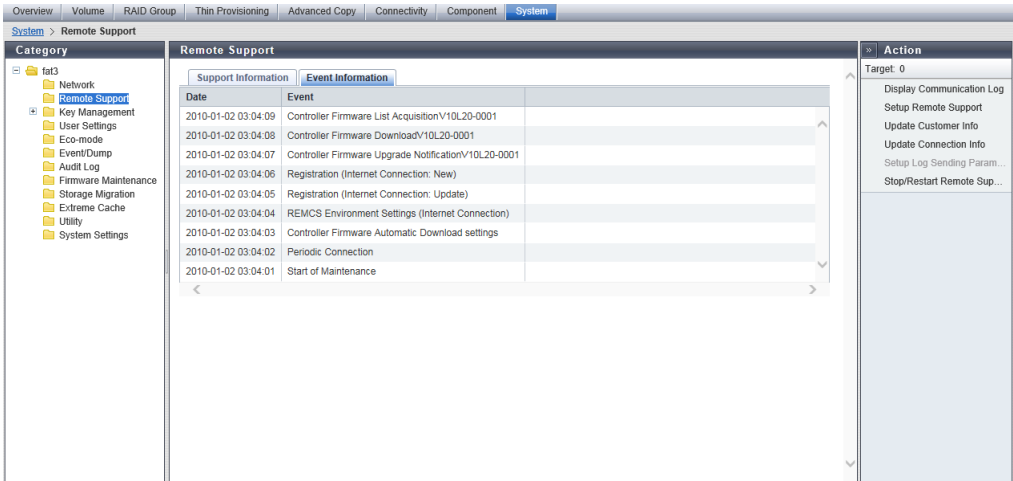 Overview Volume RAID Group Thin Provisioning Advanced Copy Connectivity Component System
System > Remote Support
Category
fat3
Network
Remote Support
Key Management
User Settings
Eco-mode
Event/Dump
Audit Log
Firmware Maintenance
Storage Migration
Extreme Cache
Utility
System Settings
Remote Support
Support Information Event Information
Date Event
2010-01-02 03:04:09 Controller Firmware List AcquisitionV10L20-0001
2010-01-02 03:04:08 Controller Firmware DownloadV10L20-0001
2010-01-02 03:04:07 Controller Firmware Upgrade NotificationV10L20-0001
2010-01-02 03:04:06 Registration (Internet Connection: New)
2010-01-02 03:04:05 Registration (Internet Connection: Update)
2010-01-02 03:04:04 REMCS Environment Settings (Internet Connection)
2010-01-02 03:04:03 Controller Firmware Automatic Download settings
2010-01-02 03:04:02 Periodic Connection
2010-01-02 03:04:01 Start of Maintenance
» Action
Target: 0
Display Communication Log
Setup Remote Support
Update Customer Info
Update Connection Info
Setup Log Sending Param...
Stop/Restart Remote Sup...